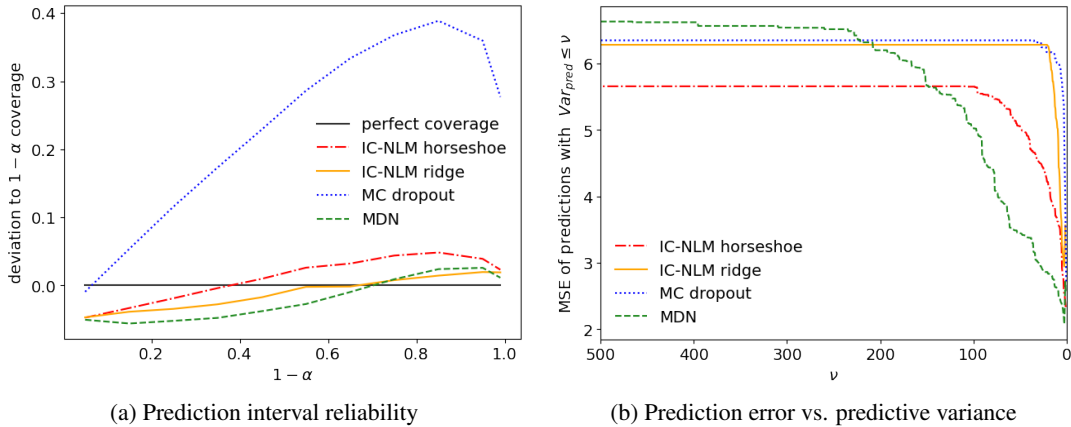 deviation to 1 − α coverage
0.4
0.3
0.2
0.1
0.0
perfect coverage
IC-NLM horseshoe
IC-NLM ridge
MC dropout
MDN
0.2 0.4 0.6 0.8 1.0
1 − α
(a) Prediction interval reliability
MSE of predictions with Var_pred ≤ ν
6
5
4
3
2
IC-NLM horseshoe
IC-NLM ridge
MC dropout
MDN
500 400 300 200 100 0
ν
(b) Prediction error vs. predictive variance